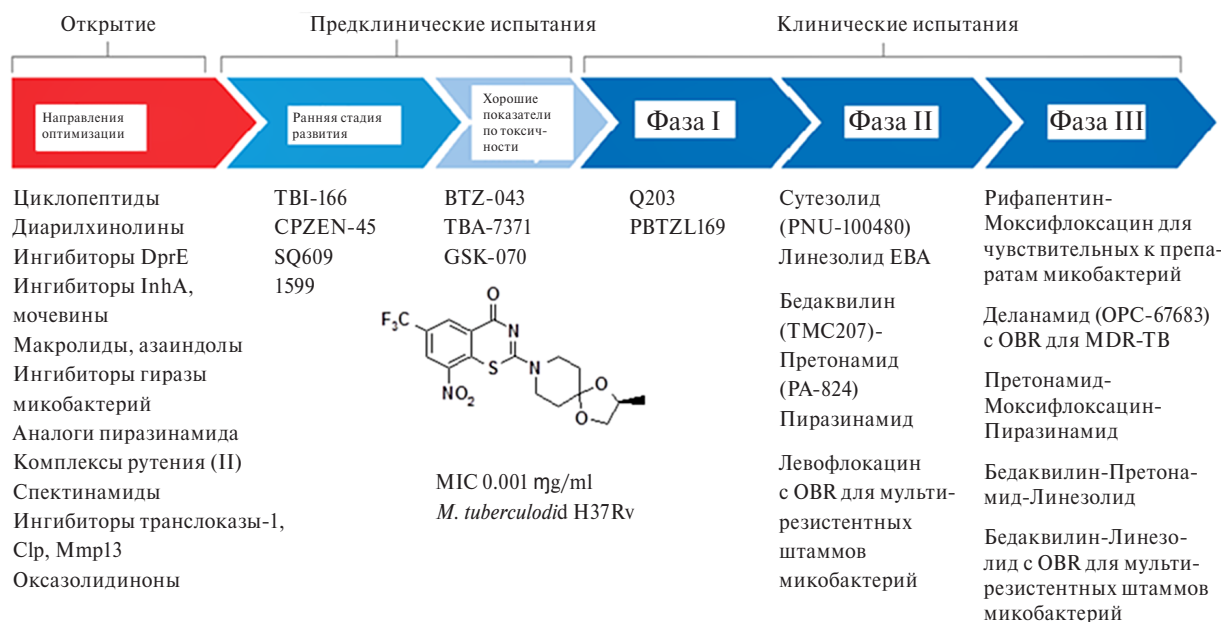 Открытие
Предклинические испытания
Клинические испытания
Направления
оптимизации
Ранняя стадия
развития
Хорошие
показатели
по токсич-
ности
Фаза I
Фаза II
Фаза III
Циклопептиды
Диарилхинолины
Ингибиторы DprE
Ингибиторы InhA,
мочевины
Макролиды, азаиндолы
Ингибиторы гиразы
микобактерий
Аналоги пиразинамида
Комплексы рутения (II)
Спектинамиды
Ингибиторы транслоказы-1,
Clp, Mmp13
Оксазолидиноны
TBI-166
CPZEN-45
SQ609
1599
BTZ-043
TBA-7371
GSK-070
O
F3C
N
S
N
NO2
O
O
MIC 0.001 ɱg/ml
M. tuberculodid H37Rv
Q203
PBTZL169
Сутезолид
(PNU-100480)
Линезолид EBA
Бедаквилин
(TMC207)-
Претонамид
(PA-824)
Пиразинамид
Левофлокацин
с OBR для мульти-
резистентных
штаммов
микобактерий
Рифапентин-
Моксифлоксацин для
чувствительных к препа-
ратам микобактерий
Деланамид (OPC-67683)
с OBR для MDR-TB
Претонамид-
Моксифлоксацин-
Пиразинамид
Бедаквилин-Претона-
мид-Линезолид
Бедаквилин-Линезо-
лид с OBR для мульти-
резистентных штаммов
микобактерий